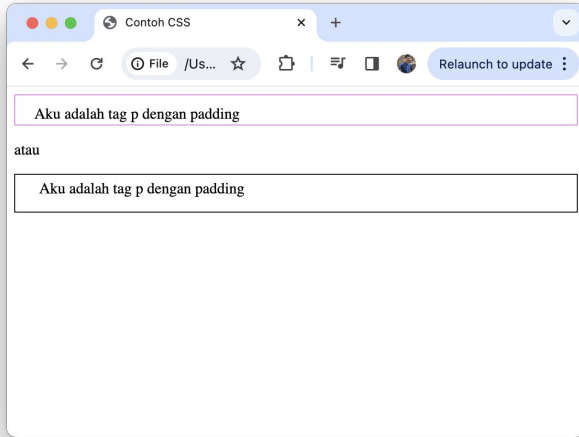 Contoh CSS
File /Us... Relaunch to update
Aku adalah tag p dengan padding
atau
Aku adalah tag p dengan padding